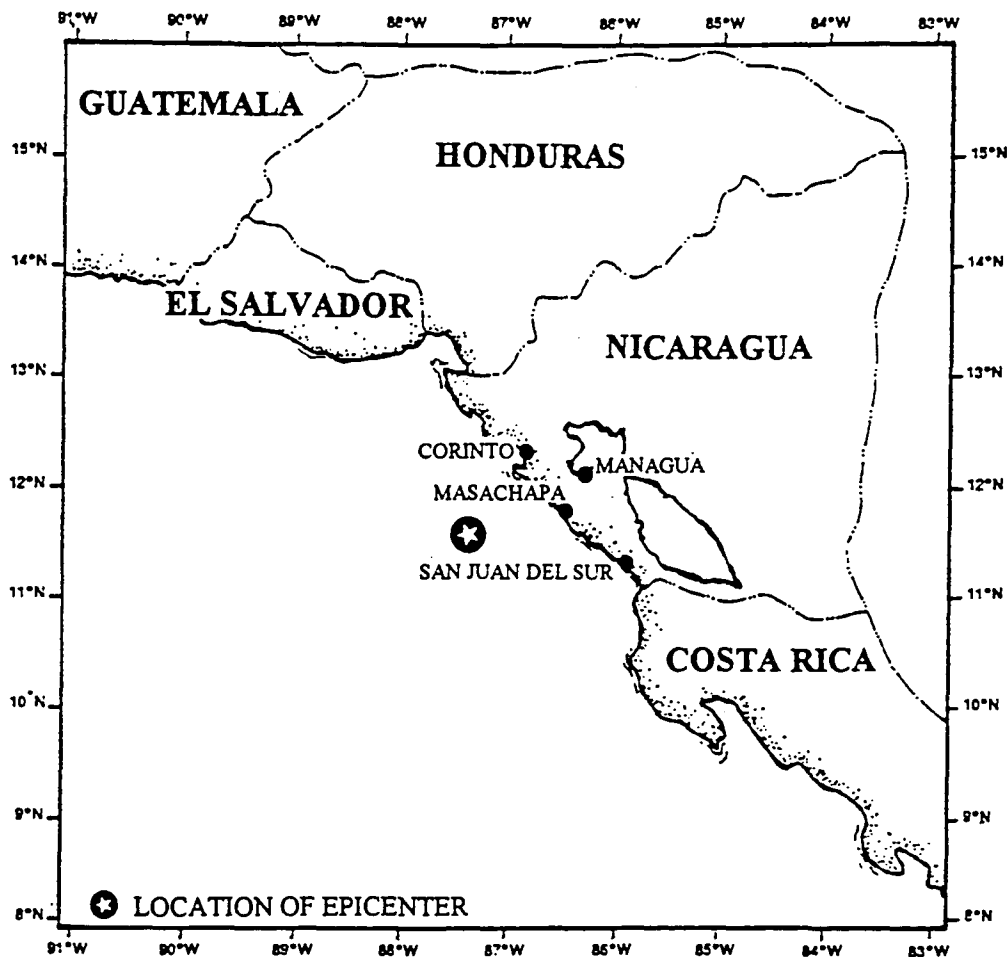 91°W 90°W 89°W 88°W 87°W 86°W 85°W 84°W 83°W
GUATEMALA
HONDURAS
15°N 15°N
14°N 14°N
EL SALVADOR
NICARAGUA
13°N 13°N
CORINTO
MANAGUA
12°N 12°N
MASACHAPA
SAN JUAN DEL SUR
11°N 11°N
COSTA RICA
10°N 10°N
9°N 9°N
LOCATION OF EPICENTER
8°N 8°N
91°W 90°W 89°W 88°W 87°W 86°W 85°W 84°W 83°W